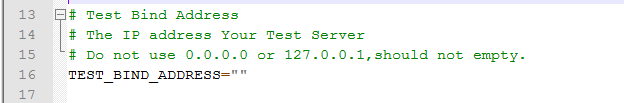 13 # Test Bind Address
14 # The IP address Your Test Server
15 # Do not use 0.0.0.0 or 127.0.0.1,should not empty.
16 TEST_BIND_ADDRESS=""
17